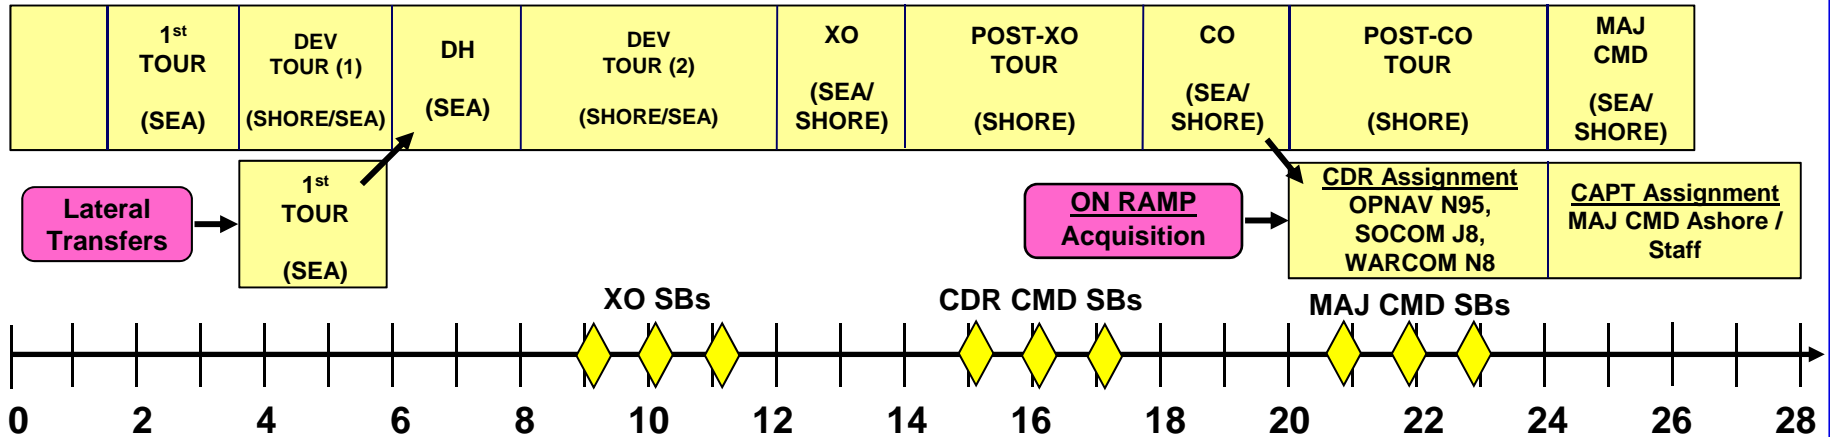 1st
TOUR
(SEA)
DEV
TOUR (1)
(SHORE/SEA)
DH
(SEA)
DEV
TOUR (2)
(SHORE/SEA)
XO
(SEA/
SHORE)
POST-XO
TOUR
(SHORE)
CO
(SEA/
SHORE)
POST-CO
TOUR
(SHORE)
MAJ
CMD
(SEA/
SHORE)
Lateral
Transfers
1st
TOUR
(SEA)
ON RAMP
Acquisition
CDR Assignment
OPNAV N95,
SOCOM J8,
WARCOM N8
CAPT Assignment
MAJ CMD Ashore /
Staff
XO SBs
CDR CMD SBs
MAJ CMD SBs
0 2 4 6 8 10 12 14 16 18 20 22 24 26 28